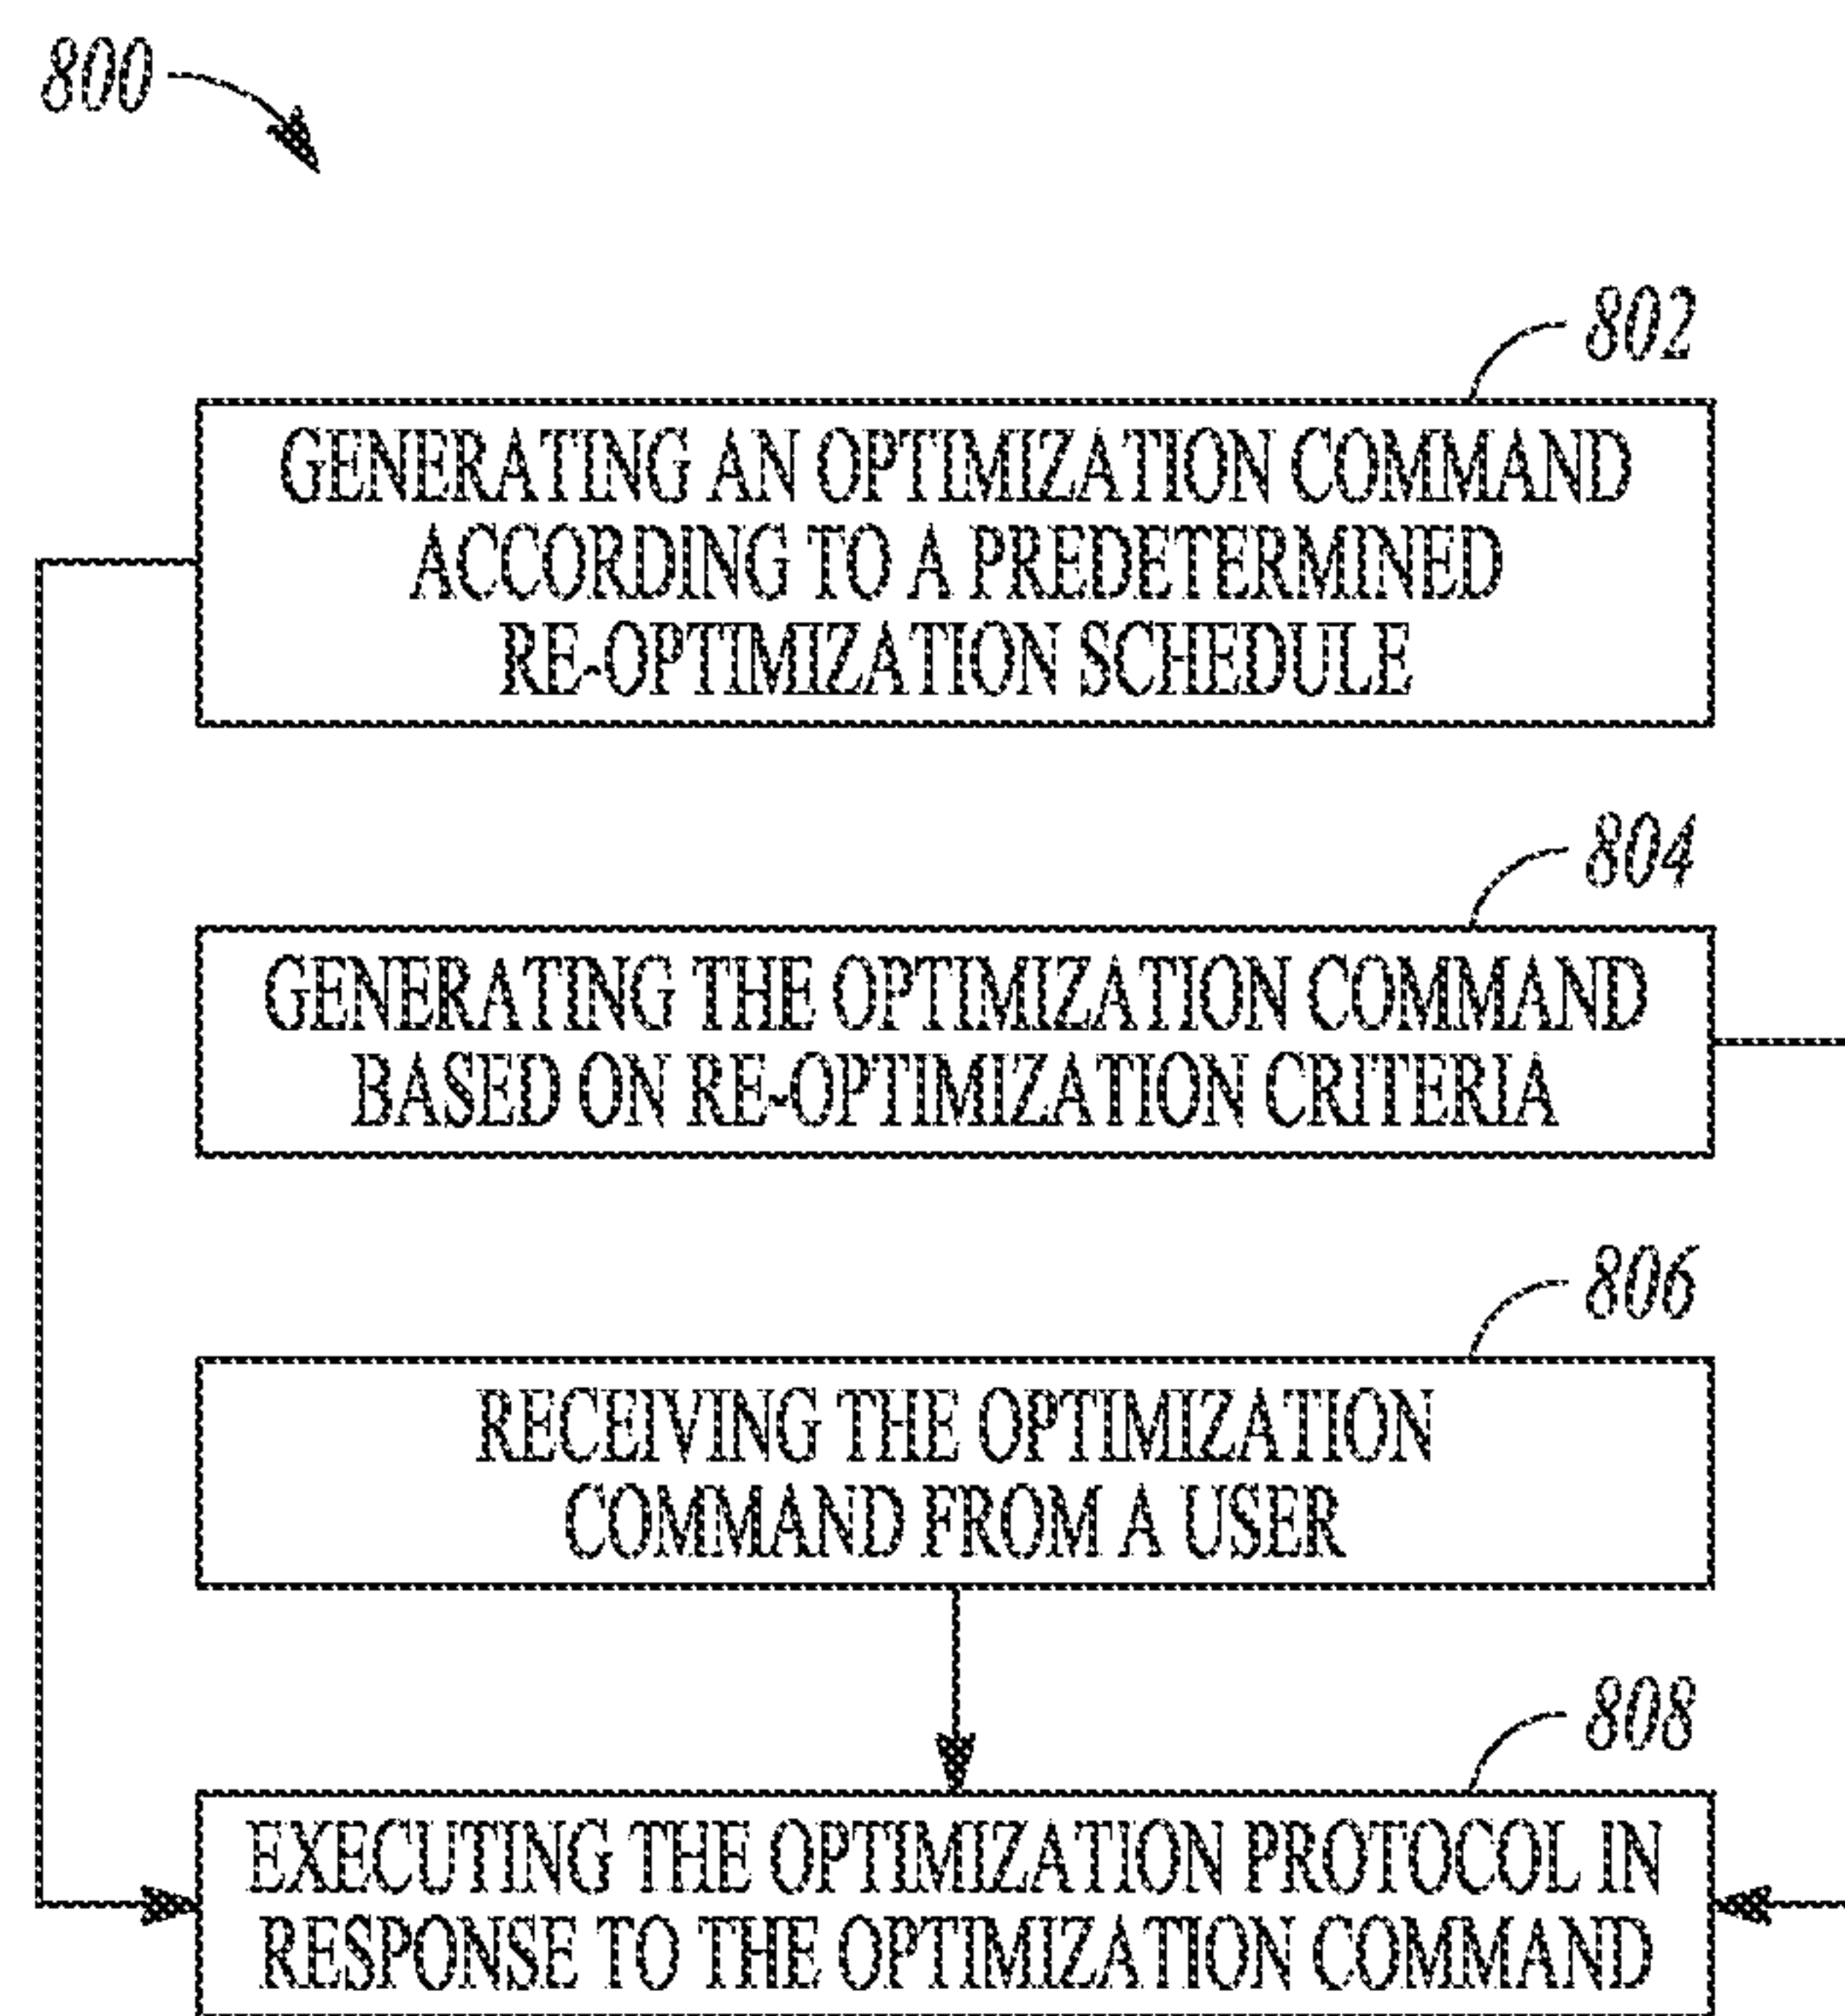 800
802
GENERATING AN OPTIMIZATION COMMAND
ACCORDING TO A PREDETERMINED
RE-OPTIMIZATION SCHEDULE
804
GENERATING THE OPTIMIZATION COMMAND
BASED ON RE-OPTIMIZATION CRITERIA
806
RECEIVING THE OPTIMIZATION
COMMAND FROM A USER
808
EXECUTING THE OPTIMIZATION PROTOCOL IN
RESPONSE TO THE OPTIMIZATION COMMAND